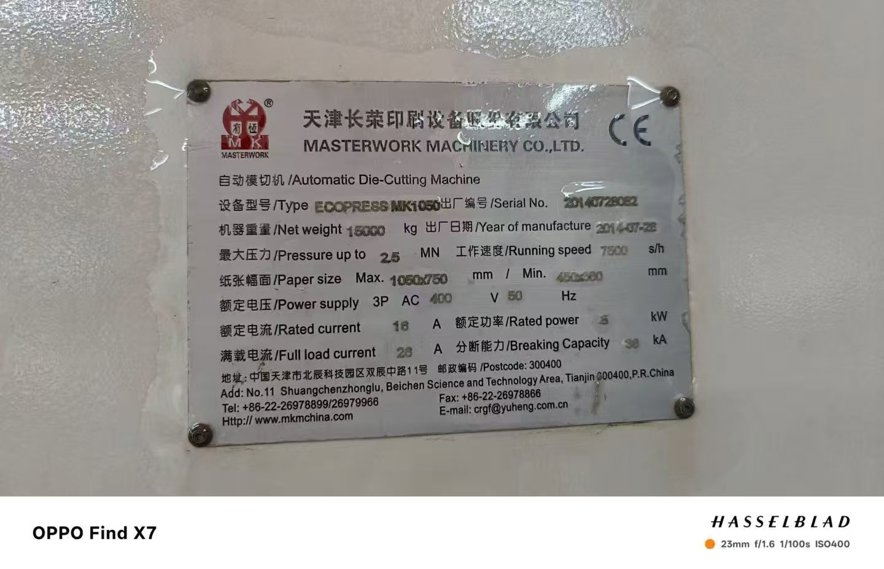 MK
MASTERWORK
®
天津长荣印刷设备股份有限公司
MASTERWORK MACHINERY CO.,LTD.
CE
自动模切机/Automatic Die-Cutting Machine
设备型号/Type ECOPRESS MK1050 出厂编号/Serial No. 20140728082
机器重量/Net weight 15000 kg 出厂日期/Year of manufacture 2014-07-28
最大压力/Pressure up to 2.5 MN 工作速度/Running speed 7500 s/h
纸张幅面/Paper size Max. 1050x750 mm / Min. mm
额定电压/Power supply 3P AC 400 V 50 Hz
额定电流/Rated current 16 A 额定功率/Rated power kW
满载电流/Full load current A 分断能力/Breaking Capacity kA
地址:中国天津市北辰科技园区双辰中路11号 邮政编码/Postcode: 300400
Add: No.11 Shuangchenzhonglu, Beichen Science and Technology Area, Tianjin 300400,P.R.China
Tel: +86-22-26978899/26979966 Fax: +86-22-26978866
Http:// www.mkmchina.com E-mail: crgf@yuheng.com.cn
OPPO Find X7
HASSELBLAD
23mm f/1.6 1/100s ISO400